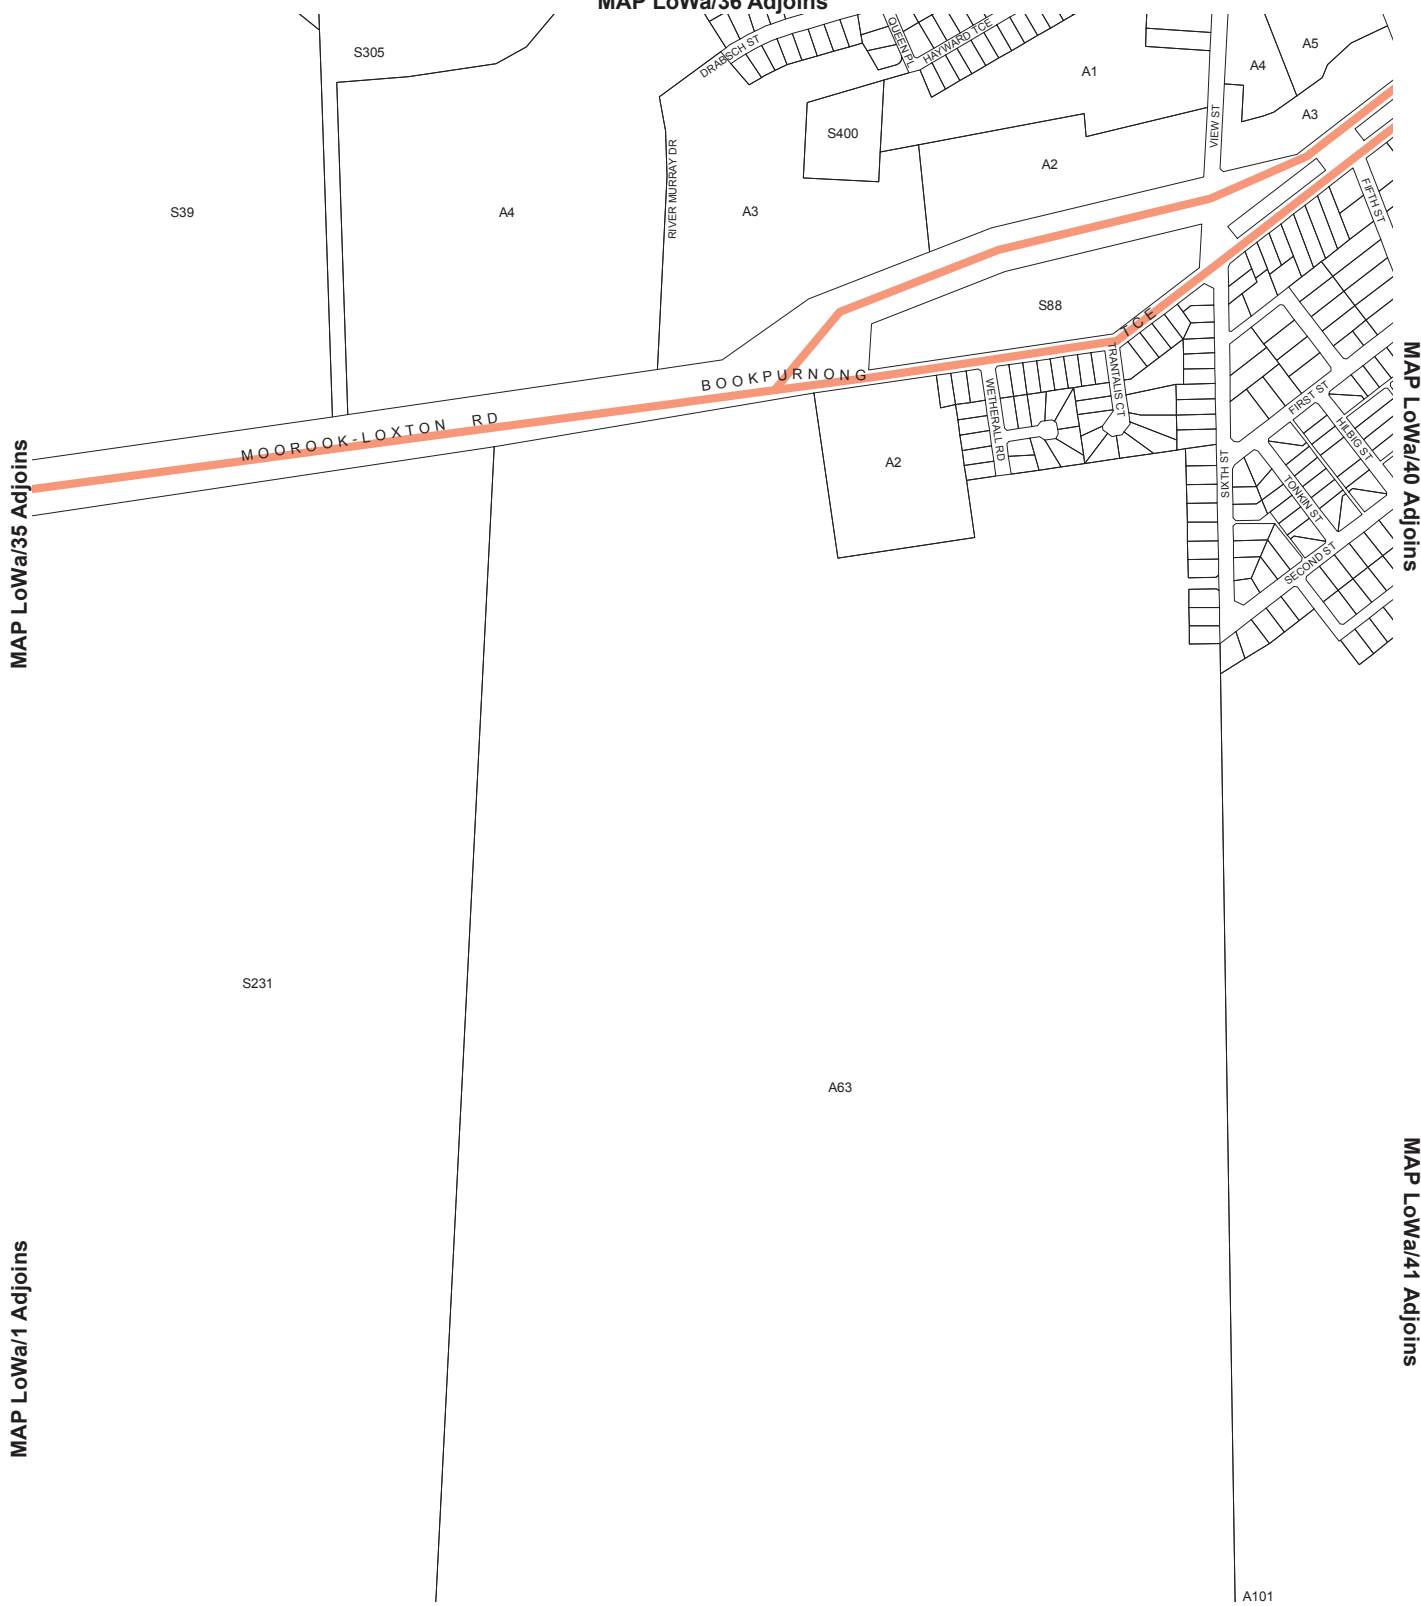 MAP LoWa/36 Adjoins
S305
DRABSCH ST
QUEEN PL
HAYWARD TCE
A1
A5
A4
A3
VIEW ST
S400
A2
RIVER MURRAY DR
S39
A4
A3
FIFTH ST
S88
BOOKPURNONG TCE
MOOROOK-LOXTON RD
WETHERALL RD
TRANTALIS CT
FIRST ST
HILBIG ST
SIXTH ST
TONKIN ST
SECOND ST
A2
MAP LoWa/35 Adjoins
MAP LoWa/40 Adjoins
S231
A63
MAP LoWa/1 Adjoins
MAP LoWa/41 Adjoins
A101